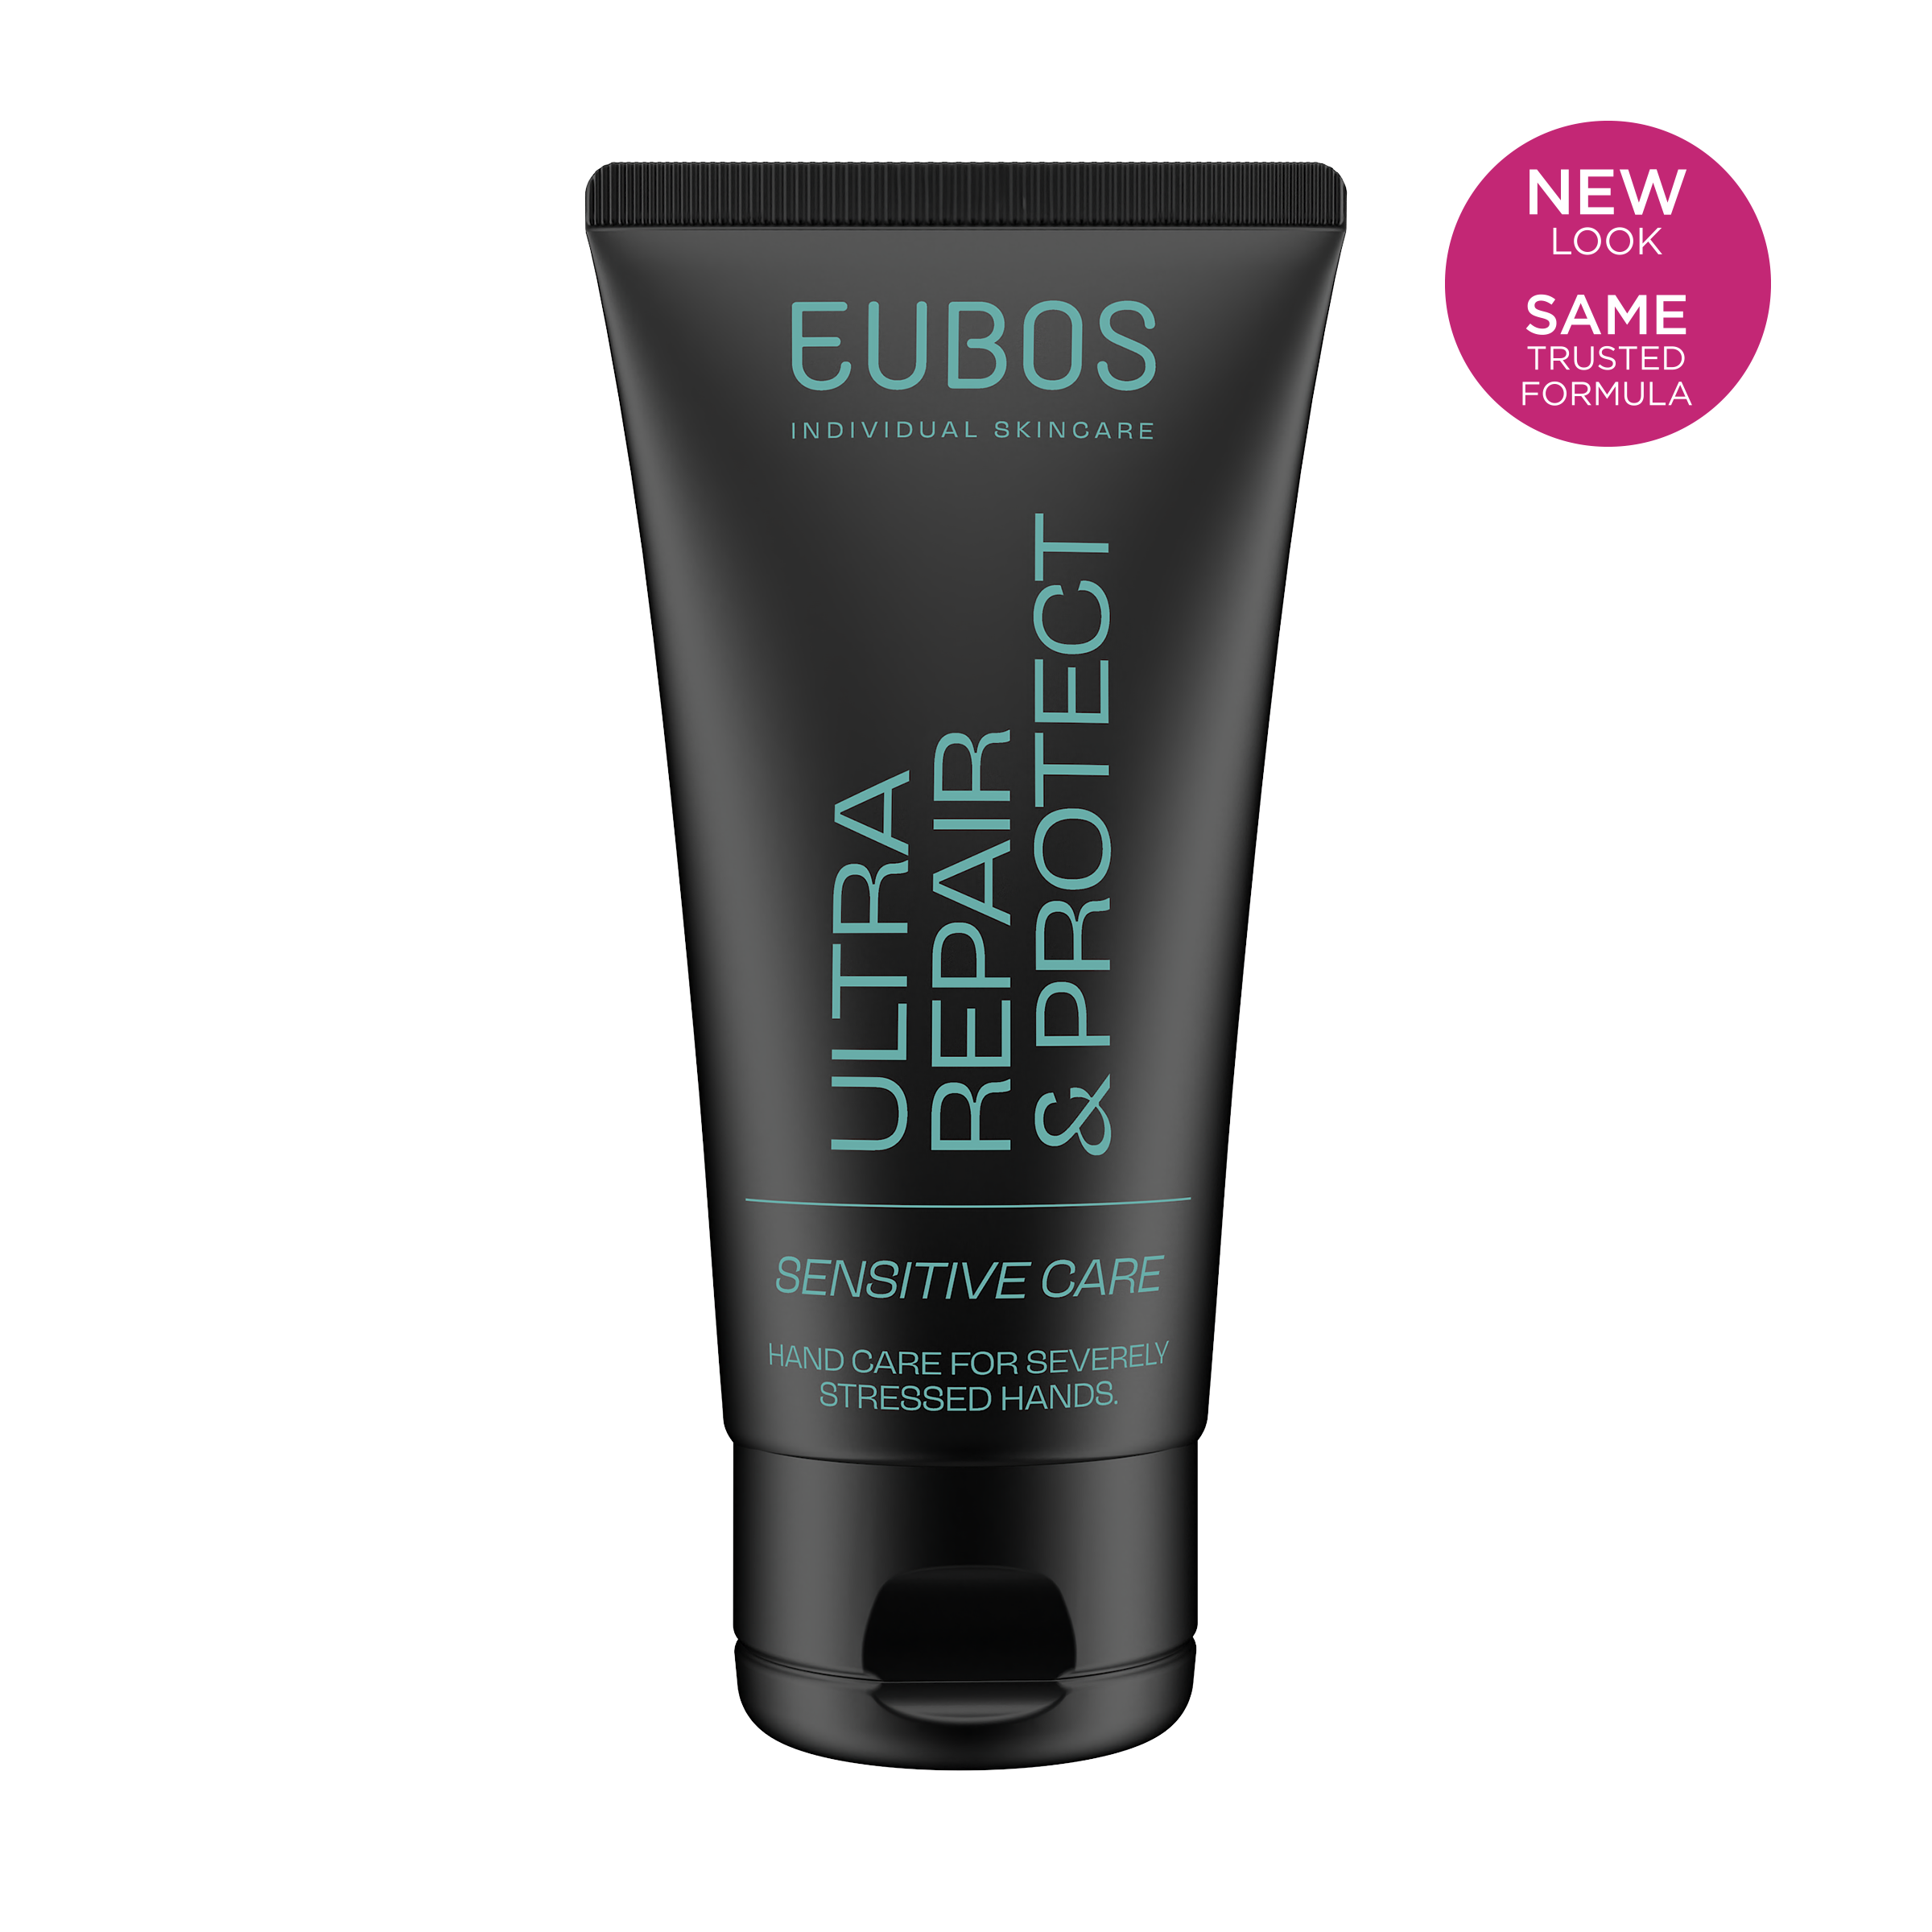 EUBOS
INDIVIDUAL SKINCARE
ULTRA
REPAIR
& PROTECT
SENSITIVE CARE
HAND CARE FOR SEVERELY
STRESSED HANDS.
NEW
LOOK
SAME
TRUSTED
FORMULA